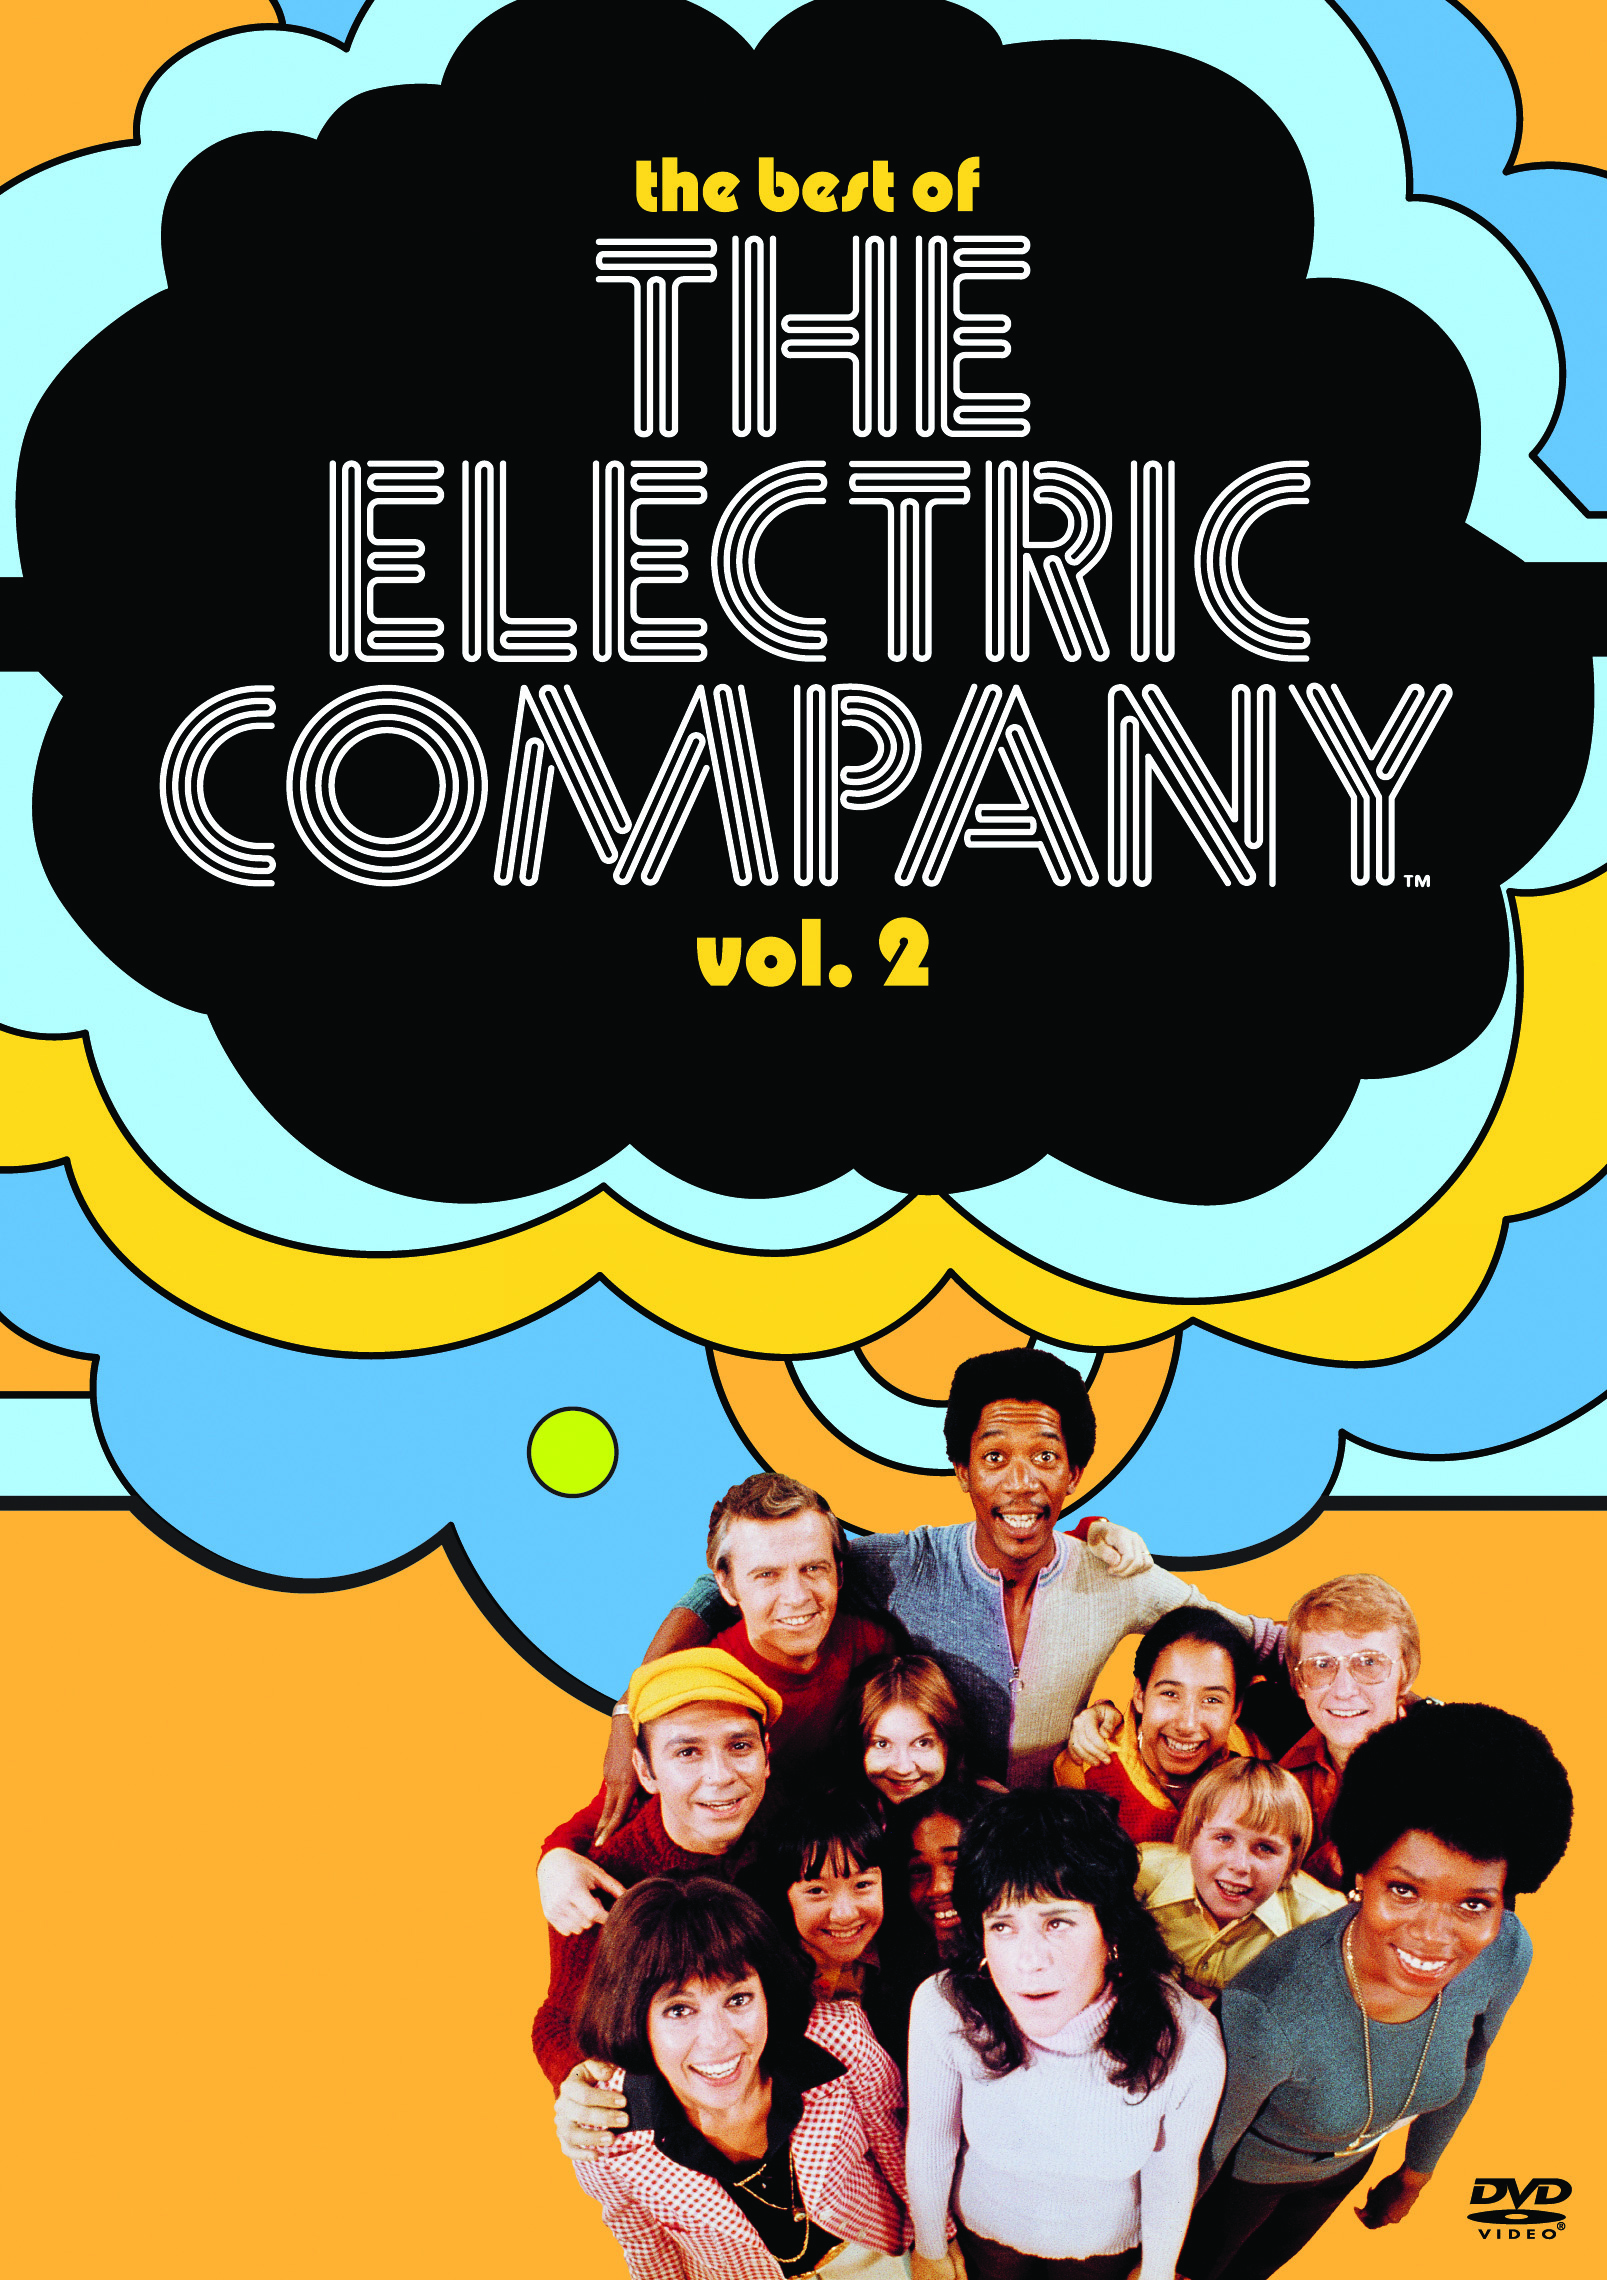 the best of
THE
ELECTRIC
COMPANY™
vol. 2
DVD
VIDEO®